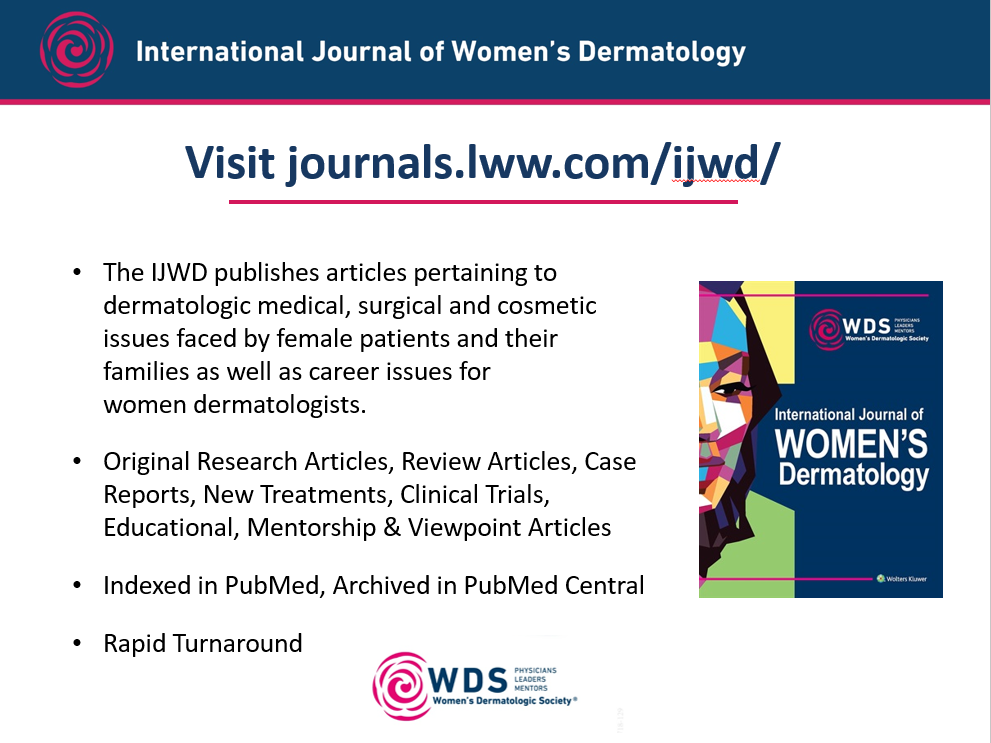 International Journal of Women's Dermatology
Visit journals.lww.com/ijwd/
• The IJWD publishes articles pertaining to
dermatologic medical, surgical and cosmetic
issues faced by female patients and their
families as well as career issues for
women dermatologists.
• Original Research Articles, Review Articles, Case
Reports, New Treatments, Clinical Trials,
Educational, Mentorship & Viewpoint Articles
• Indexed in PubMed, Archived in PubMed Central
• Rapid Turnaround
WDS
PHYSICIANS
LEADERS
MENTORS
Women's Dermatologic Society
International Journal of
WOMEN'S
Dermatology
Wolters Kluwer
WDS
PHYSICIANS
LEADERS
MENTORS
Women's Dermatologic Society®